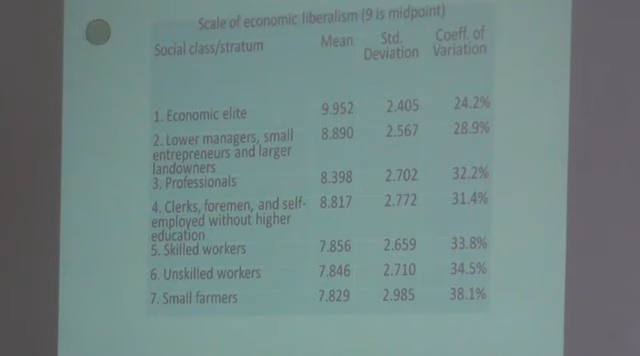 Scale of economic liberalism (9 is midpoint)
Social class/stratum Mean Std. Deviation Coeff. of Variation
1. Economic elite 9.952 2.405 24.2%
2. Lower managers, small 8.890 2.567 28.9%
entrepreneurs and larger
landowners
3. Professionals 8.398 2.702 32.2%
4. Clerks, foremen, and self- 8.817 2.772 31.4%
employed without higher
education
5. Skilled workers 7.856 2.659 33.8%
6. Unskilled workers 7.846 2.710 34.5%
7. Small farmers 7.829 2.985 38.1%